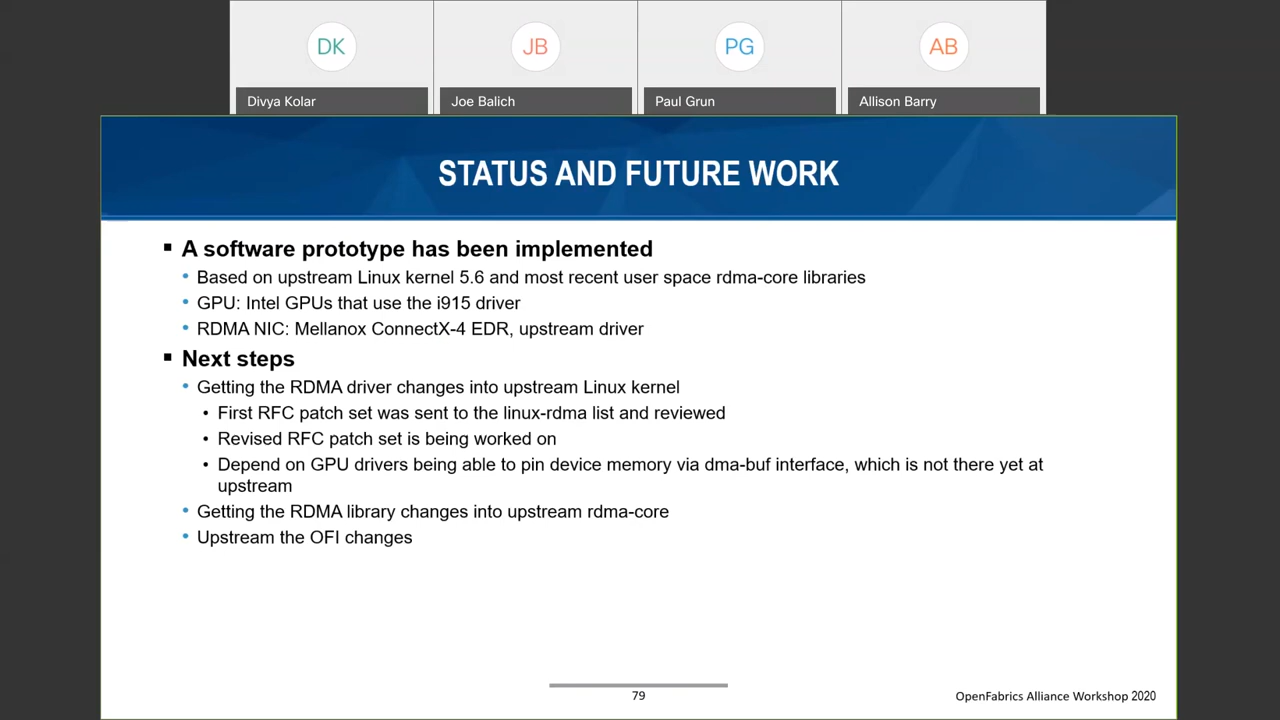 DK
JB
PG
AB
Divya Kolar
Joe Balich
Paul Grun
Allison Barry
STATUS AND FUTURE WORK
▪ A software prototype has been implemented
• Based on upstream Linux kernel 5.6 and most recent user space rdma-core libraries
• GPU: Intel GPUs that use the i915 driver
• RDMA NIC: Mellanox ConnectX-4 EDR, upstream driver
▪ Next steps
• Getting the RDMA driver changes into upstream Linux kernel
• First RFC patch set was sent to the linux-rdma list and reviewed
• Revised RFC patch set is being worked on
• Depend on GPU drivers being able to pin device memory via dma-buf interface, which is not there yet at
upstream
• Getting the RDMA library changes into upstream rdma-core
• Upstream the OFI changes
79
OpenFabrics Alliance Workshop 2020